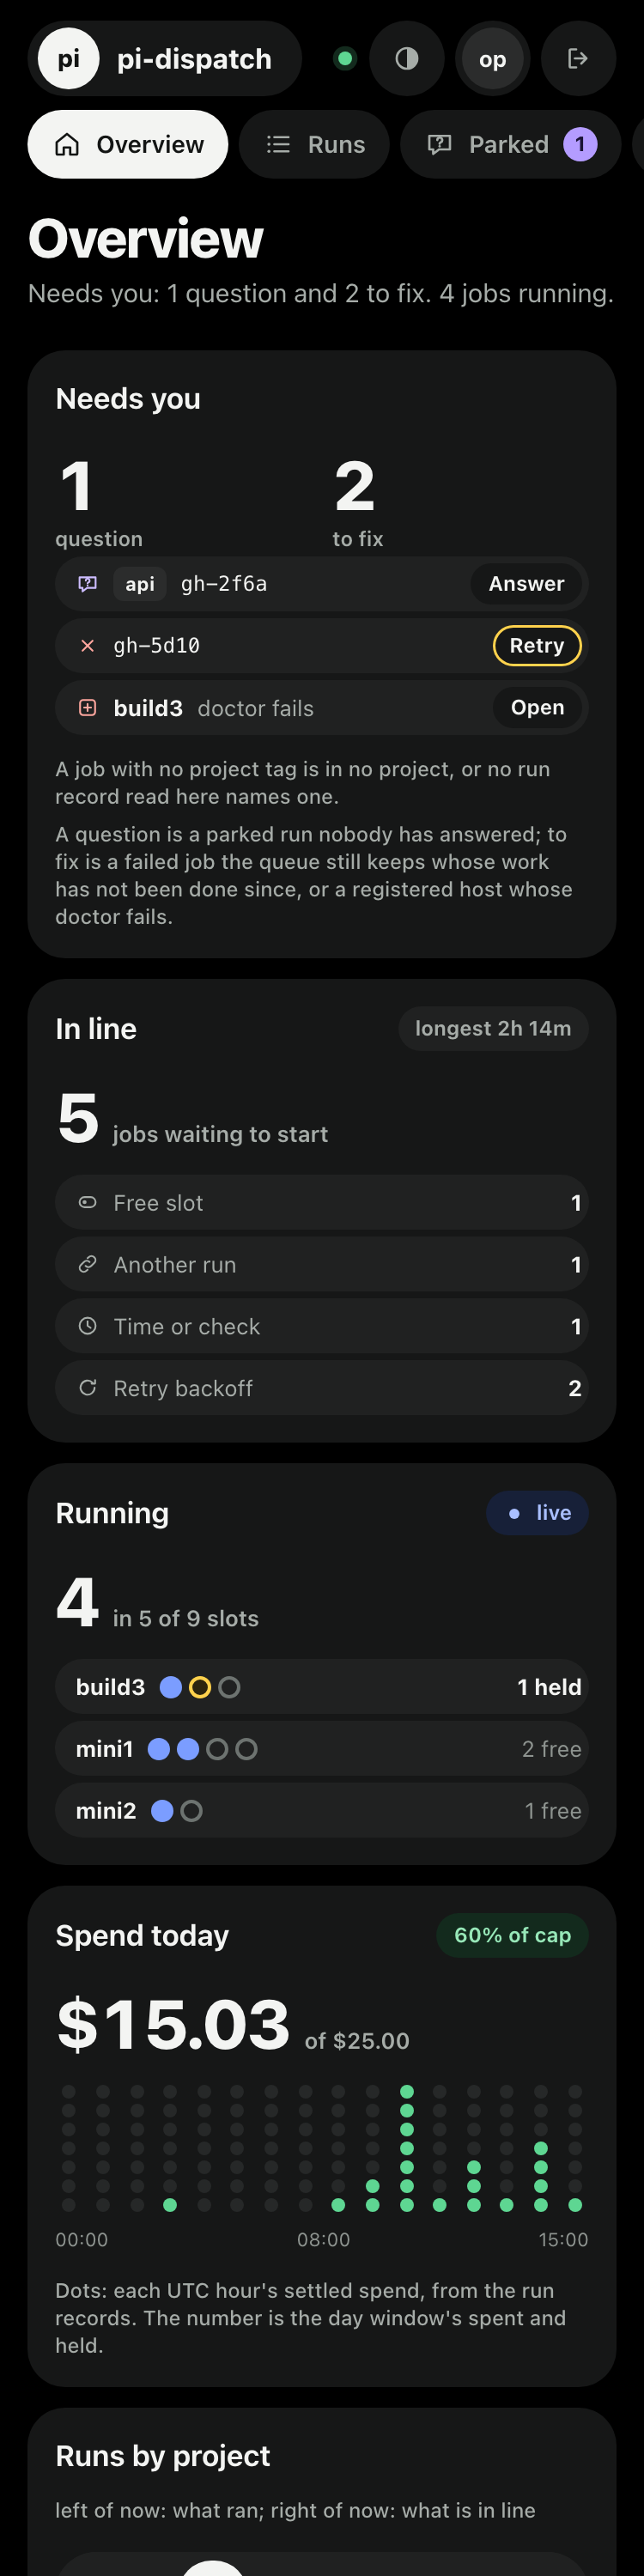 pi pi-dispatch op
Overview Runs Parked 1
Overview
Needs you: 1 question and 2 to fix. 4 jobs running.
Needs you
1 2
question to fix
api gh-2f6a Answer
gh-5d10 Retry
build3 doctor fails Open
A job with no project tag is in no project, or no run
record read here names one.
A question is a parked run nobody has answered; to
fix is a failed job the queue still keeps whose work
has not been done since, or a registered host whose
doctor fails.
In line longest 2h 14m
5 jobs waiting to start
Free slot 1
Another run 1
Time or check 1
Retry backoff 2
Running live
4 in 5 of 9 slots
build3 1 held
mini1 2 free
mini2 1 free
Spend today 60% of cap
$15.03 of $25.00
00:00 08:00 15:00
Dots: each UTC hour's settled spend, from the run
records. The number is the day window's spent and
held.
Runs by project
left of now: what ran; right of now: what is in line